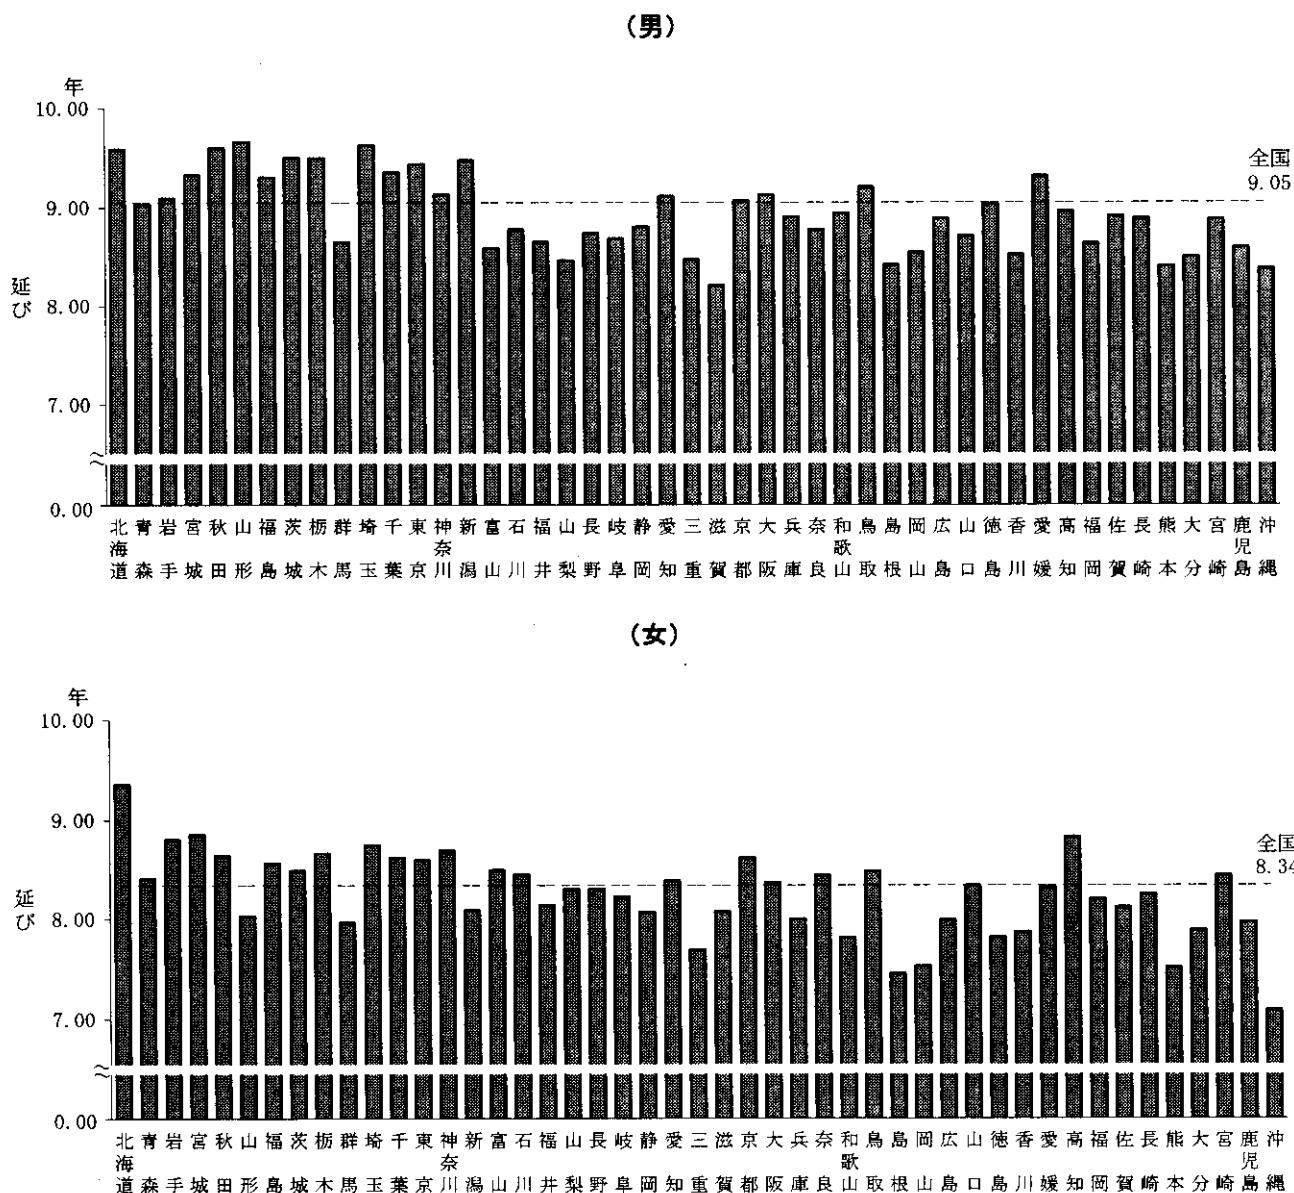 (男)
年
10.00
全国
9.05
9.00
延び
8.00
7.00
0.00
北海道 青森 岩手 宮城 秋田 山形 福島 茨城 栃木 群馬 埼玉 千葉 東京 神奈川 新潟 富山 石川 福井 山梨 長野 岐阜 静岡 愛知 三重 滋賀 京都 大阪 兵庫 奈良 和歌山 鳥取 島根 岡山 広島 山口 徳島 香川 愛媛 高知 福岡 佐賀 長崎 熊本 大分 宮崎 鹿児島 沖縄
(女)
年
10.00
9.00
全国
8.34
延び
8.00
7.00
0.00
北海道 青森 岩手 宮城 秋田 山形 福島 茨城 栃木 群馬 埼玉 千葉 東京 神奈川 新潟 富山 石川 福井 山梨 長野 岐阜 静岡 愛知 三重 滋賀 京都 大阪 兵庫 奈良 和歌山 鳥取 島根 岡山 広島 山口 徳島 香川 愛媛 高知 福岡 佐賀 長崎 熊本 大分 宮崎 鹿児島 沖縄